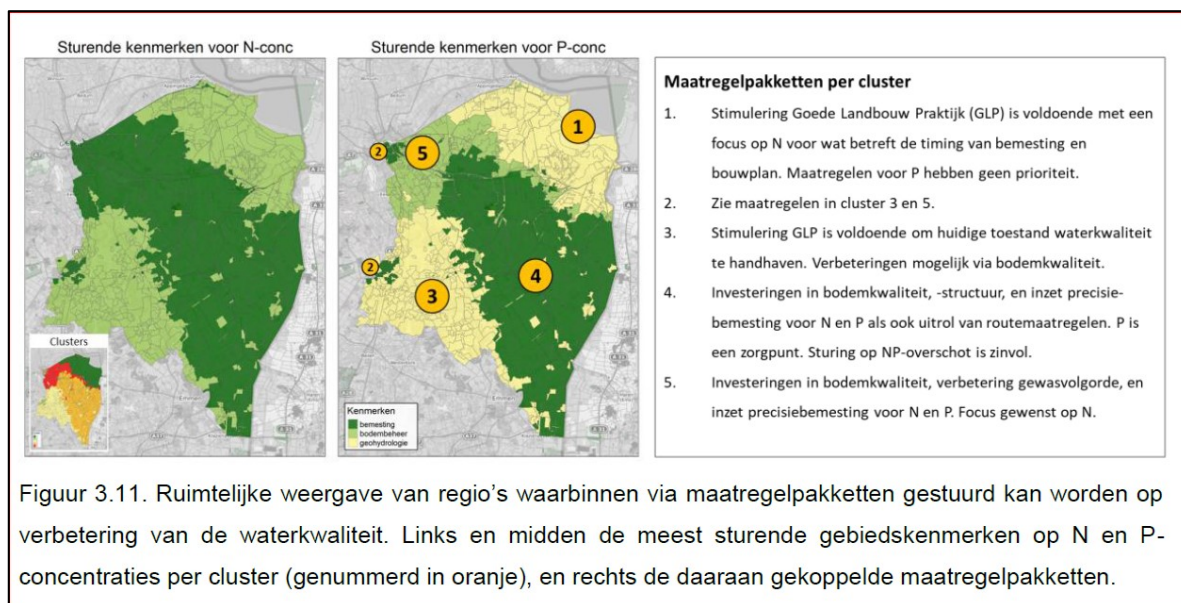 Sturende kenmerken voor N-conc
Sturende kenmerken voor P-conc
Clusters
1
2
5
2
4
3
Kenmerken
bemesting
bodembeheer
geohydrologie
Maatregelpakketten per cluster
1. Stimulering Goede Landbouw Praktijk (GLP) is voldoende met een
focus op N voor wat betreft de timing van bemesting en
bouwplan. Maatregelen voor P hebben geen prioriteit.
2. Zie maatregelen in cluster 3 en 5.
3. Stimulering GLP is voldoende om huidige toestand waterkwaliteit
te handhaven. Verbeteringen mogelijk via bodemkwaliteit.
4. Investeringen in bodemkwaliteit, -structuur, en inzet precisie-
bemesting voor N en P als ook uitrol van routemaatregelen. P is
een zorgpunt. Sturing op NP-overschot is zinvol.
5. Investeringen in bodemkwaliteit, verbetering gewasvolgorde, en
inzet precisiebemesting voor N en P. Focus gewenst op N.
Figuur 3.11. Ruimtelijke weergave van regio's waarbinnen via maatregelpakketten gestuurd kan worden op
verbetering van de waterkwaliteit. Links en midden de meest sturende gebiedskenmerken op N en P-
concentraties per cluster (genummerd in oranje), en rechts de daaraan gekoppelde maatregelpakketten.